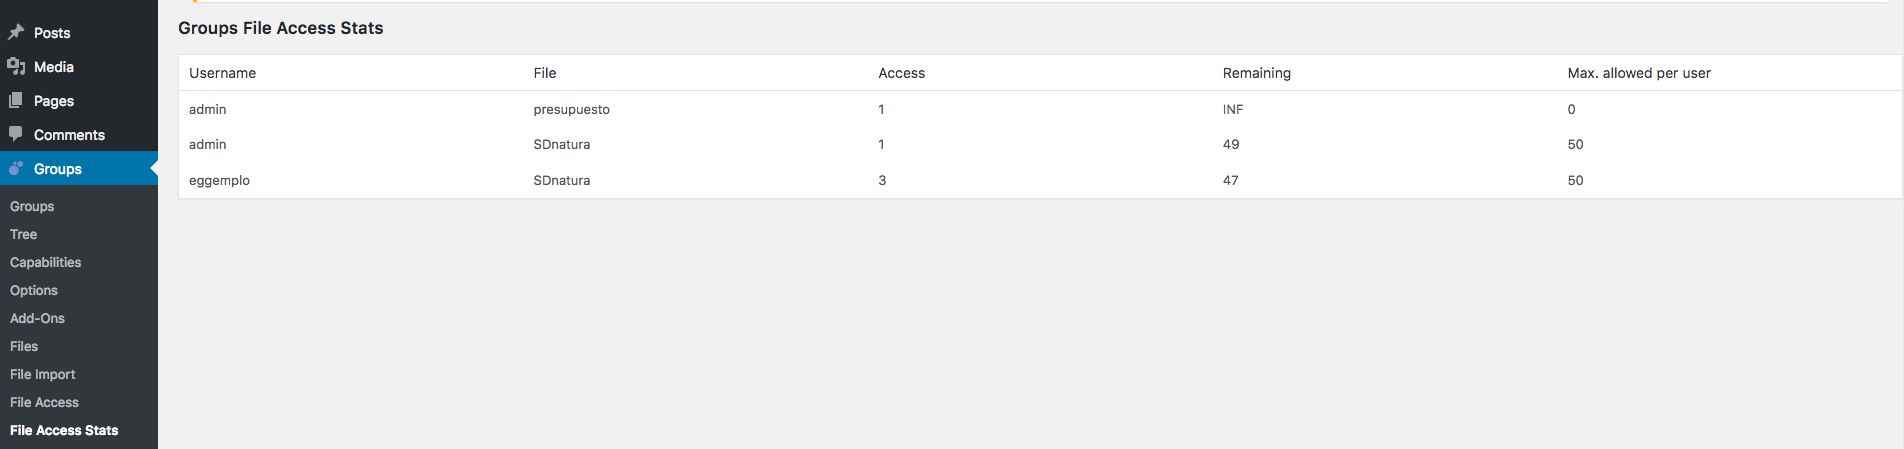 Posts
Media
Pages
Comments
Groups
Groups
Tree
Capabilities
Options
Add-Ons
Files
File Import
File Access
File Access Stats
Groups File Access Stats
Username File Access Remaining Max. allowed per user
admin presupuesto 1 INF 0
admin SDnatura 1 49 50
eggemplo SDnatura 3 47 50